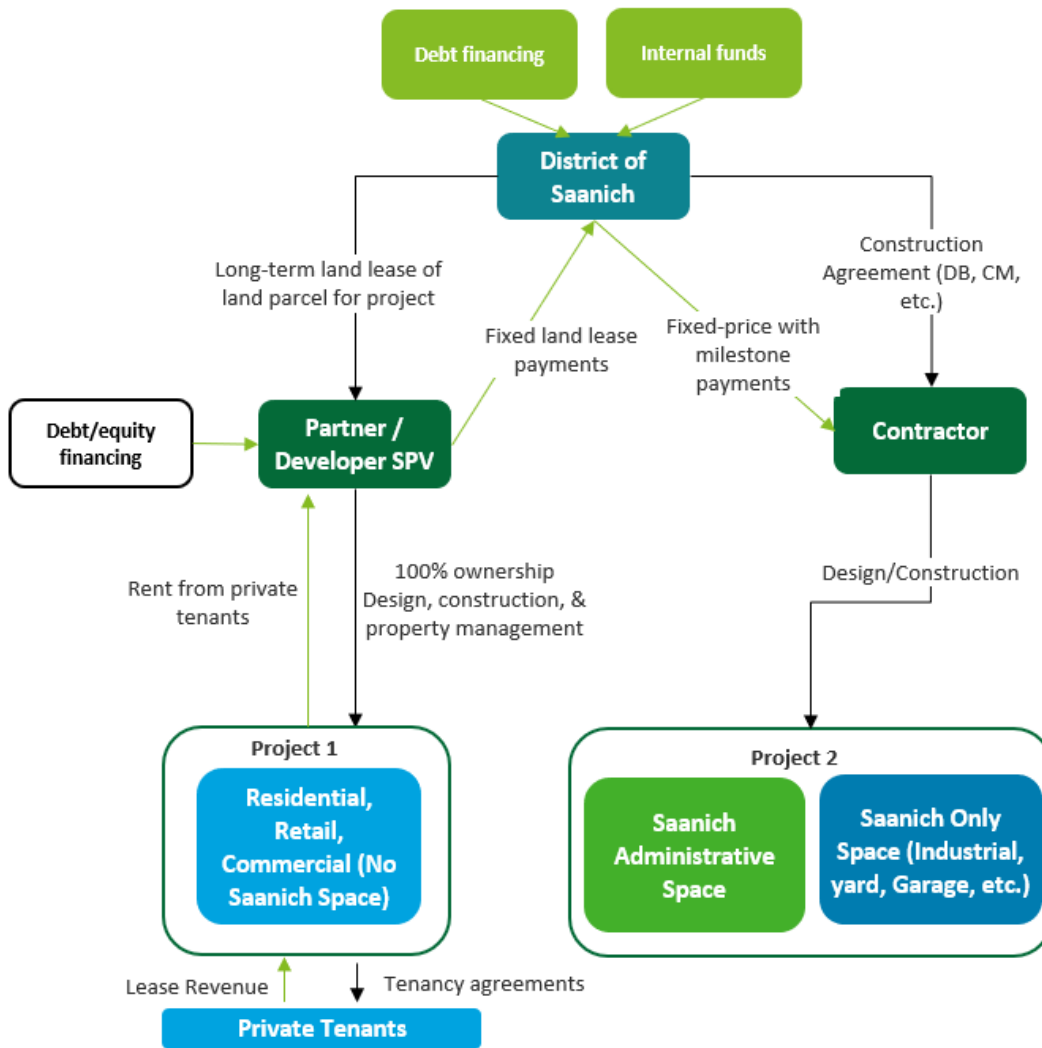 Debt financing
Internal funds
District of
Saanich
Long-term land lease of
land parcel for project
Construction
Agreement (DB, CM,
etc.)
Fixed land lease
payments
Fixed-price with
milestone
payments
Debt/equity
financing
Partner /
Developer SPV
Contractor
Rent from private
tenants
100% ownership
Design, construction, &
property management
Design/Construction
Project 1
Residential,
Retail,
Commercial (No
Saanich Space)
Project 2
Saanich
Administrative
Space
Saanich Only
Space (Industrial,
yard, Garage, etc.)
Lease Revenue
Tenancy agreements
Private Tenants